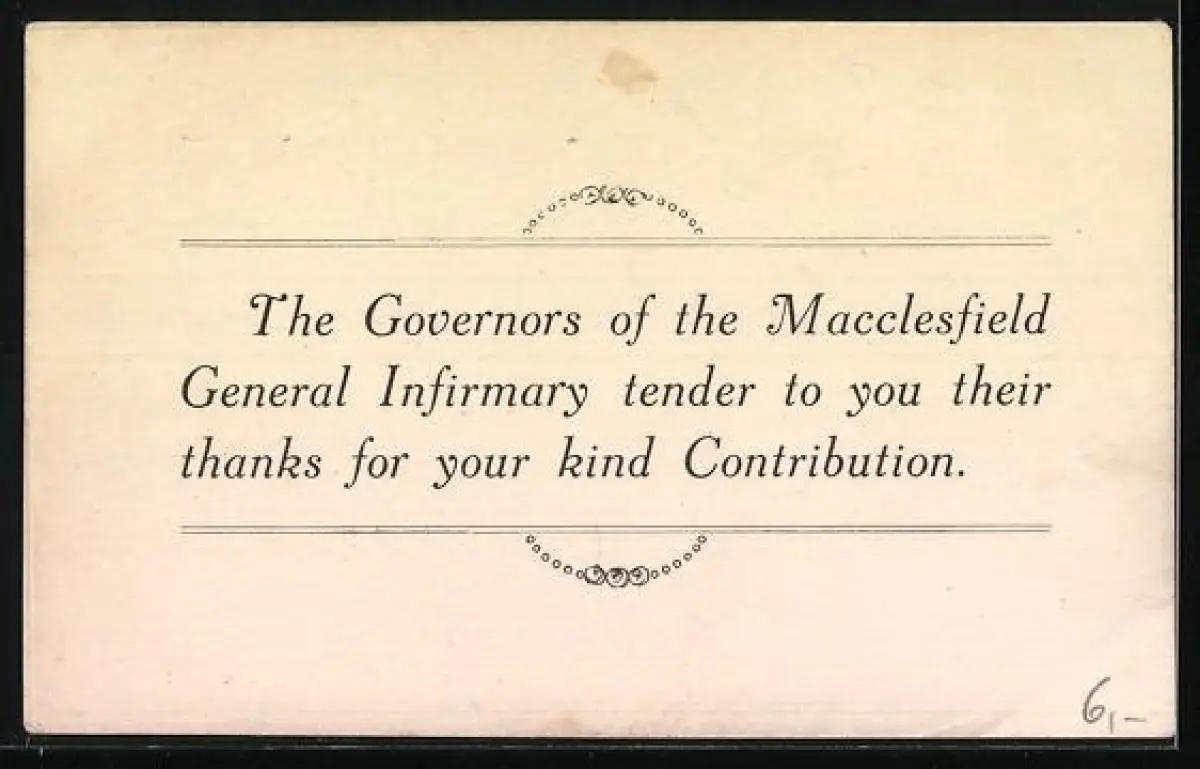 The Governors of the Macclesfield
General Infirmary tender to you their
thanks for your kind Contribution.
6,-